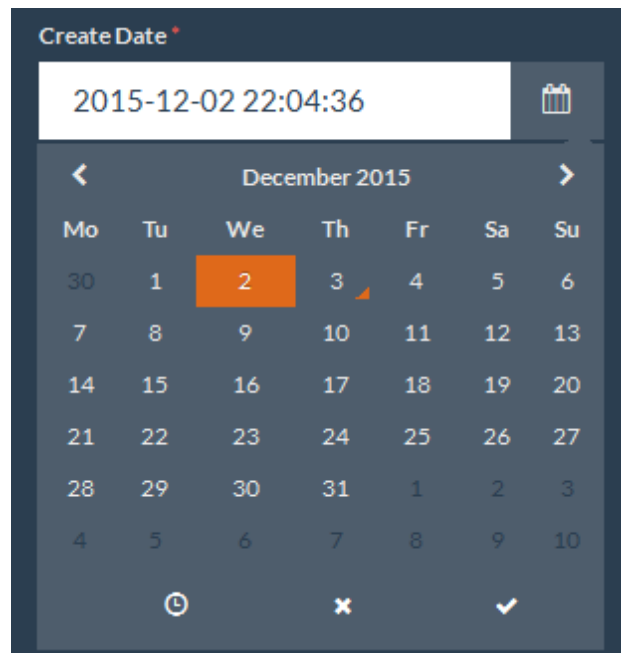 Create Date *
2015-12-02 22:04:36
December 2015
Mo Tu We Th Fr Sa Su
30 1 2 3 4 5 6
7 8 9 10 11 12 13
14 15 16 17 18 19 20
21 22 23 24 25 26 27
28 29 30 31 1 2 3
4 5 6 7 8 9 10